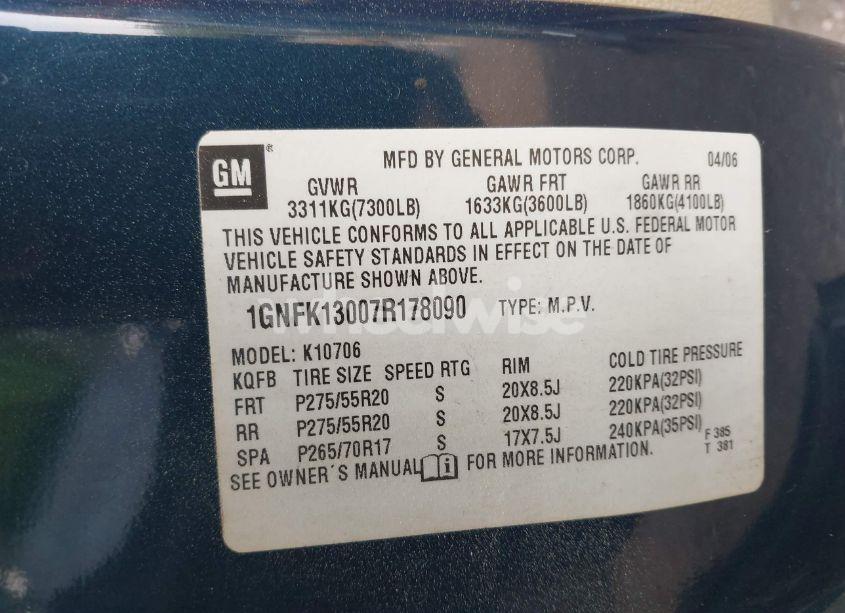 GM ® MFD BY GENERAL MOTORS CORP. 04/06
GVWR GAWR FRT GAWR RR
3311KG(7300LB) 1633KG(3600LB) 1860KG(4100LB)
THIS VEHICLE CONFORMS TO ALL APPLICABLE U.S. FEDERAL MOTOR
VEHICLE SAFETY STANDARDS IN EFFECT ON THE DATE OF
MANUFACTURE SHOWN ABOVE.
1GNFK13007R178090 TYPE: M.P.V.
wheelwise
MODEL: K10706
KQFB TIRE SIZE SPEED RTG RIM COLD TIRE PRESSURE
FRT P275/55R20 S 20X8.5J 220KPA(32PSI)
RR P275/55R20 S 20X8.5J 220KPA(32PSI)
SPA P265/70R17 S 17X7.5J 240KPA(35PSI) F 385
T 381
SEE OWNER´S MANUAL i FOR MORE INFORMATION.